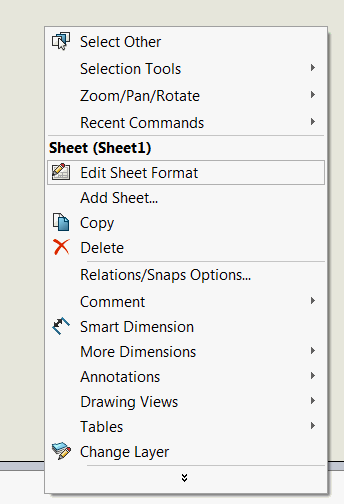 Select Other
Selection Tools
Zoom/Pan/Rotate
Recent Commands
Sheet (Sheet1)
Edit Sheet Format
Add Sheet...
Copy
Delete
Relations/Snaps Options...
Comment
Smart Dimension
More Dimensions
Annotations
Drawing Views
Tables
Change Layer